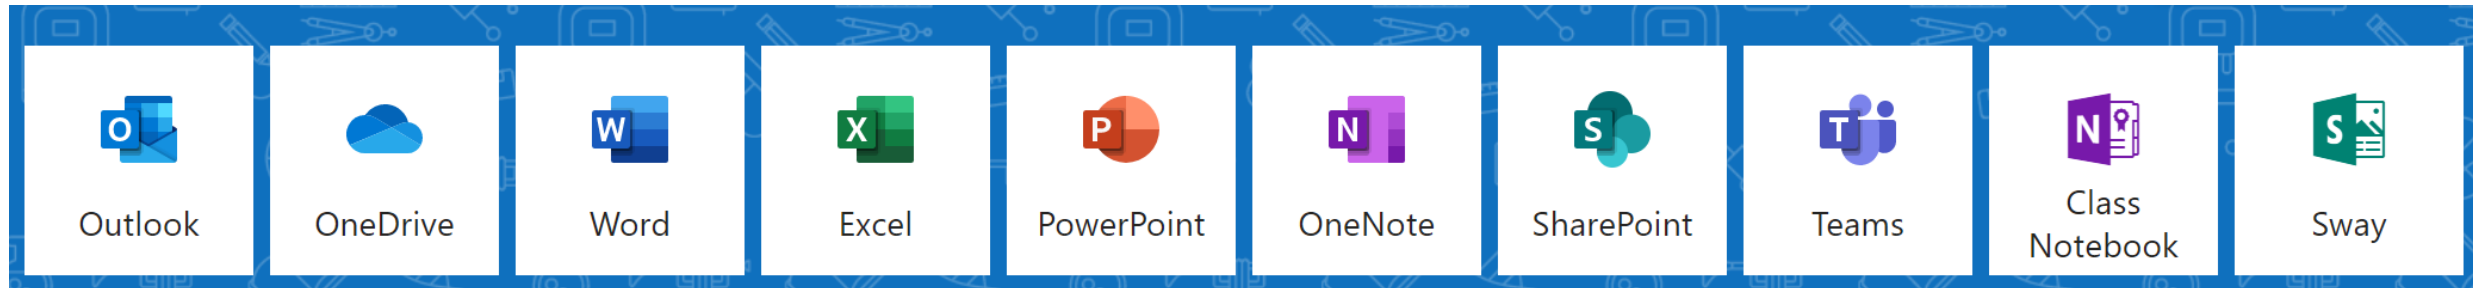 O
W
X
P
N
S
T
N
S
Outlook
OneDrive
Word
Excel
PowerPoint
OneNote
SharePoint
Teams
Class
Notebook
Sway